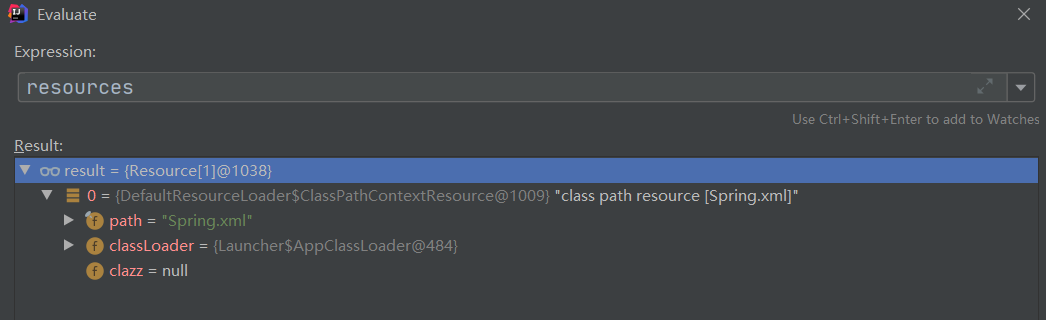 Evaluate
Expression:
resources
Use Ctrl+Shift+Enter to add to Watches
Result:
result = {Resource[1]@1038}
0 = {DefaultResourceLoader$ClassPathContextResource@1009} "class path resource [Spring.xml]"
path = "Spring.xml"
classLoader = {Launcher$AppClassLoader@484}
clazz = null